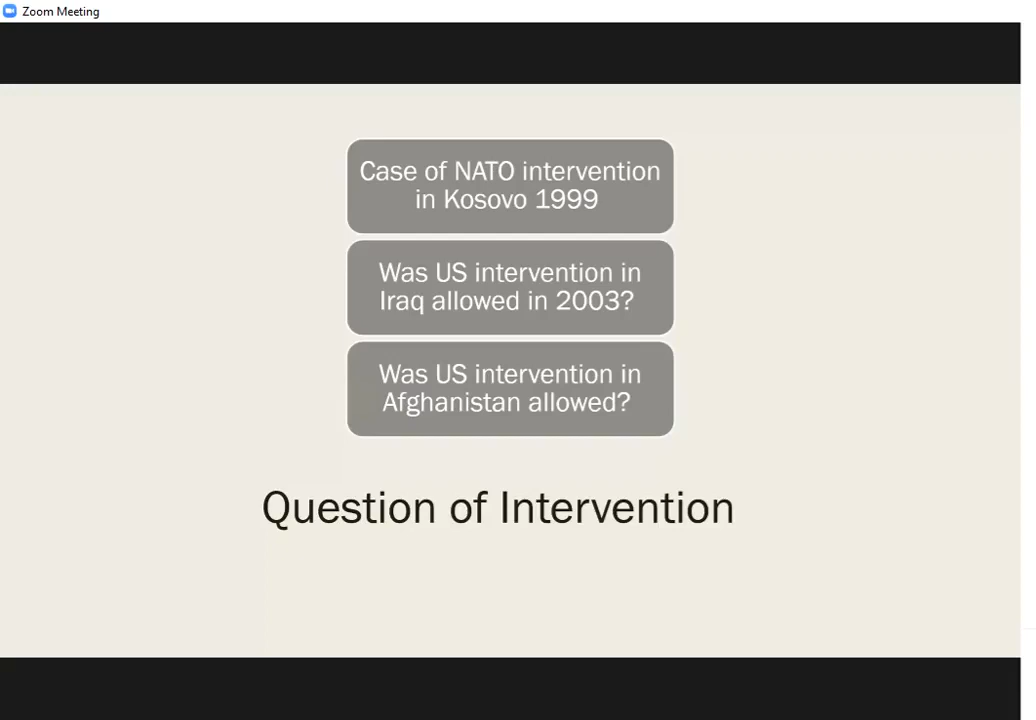 Zoom Meeting
Case of NATO intervention
in Kosovo 1999
Was US intervention in
Iraq allowed in 2003?
Was US intervention in
Afghanistan allowed?
Question of Intervention